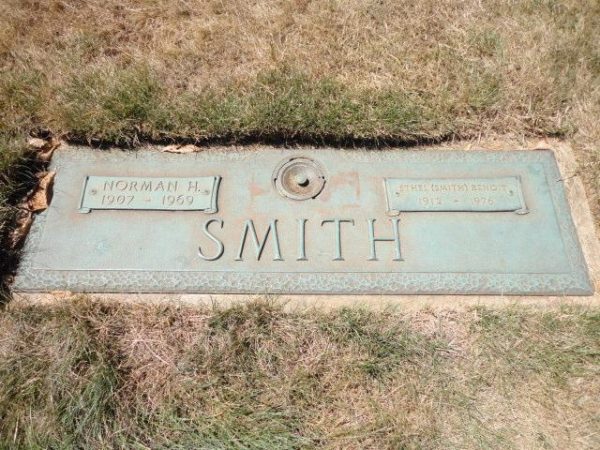 NORMAN H.
1907 - 1969
ETHEL (SMITH) BENOIT
1912 - 1976
SMITH